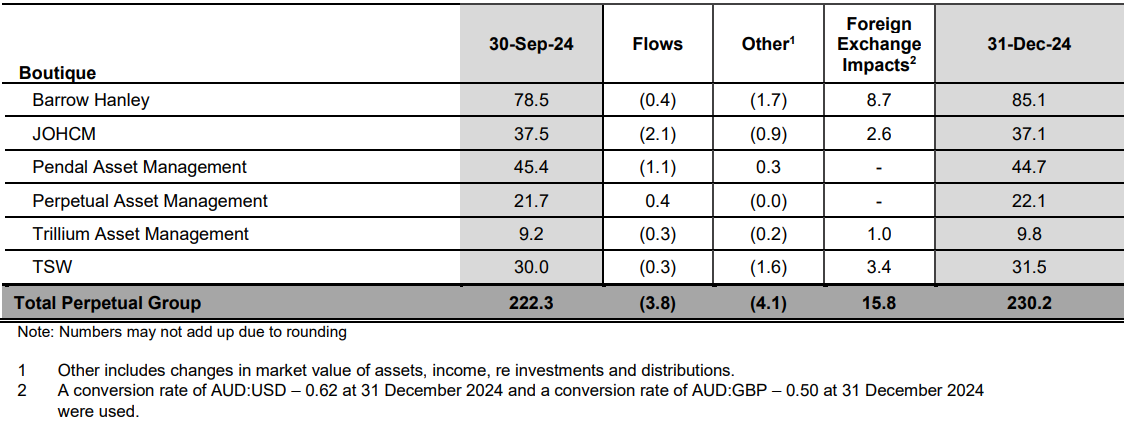 Boutique 30-Sep-24 Flows Other1 Foreign Exchange Impacts2 31-Dec-24
Barrow Hanley 78.5 (0.4) (1.7) 8.7 85.1
JOHCM 37.5 (2.1) (0.9) 2.6 37.1
Pendal Asset Management 45.4 (1.1) 0.3 - 44.7
Perpetual Asset Management 21.7 0.4 (0.0) - 22.1
Trillium Asset Management 9.2 (0.3) (0.2) 1.0 9.8
TSW 30.0 (0.3) (1.6) 3.4 31.5
Total Perpetual Group 222.3 (3.8) (4.1) 15.8 230.2
Note: Numbers may not add up due to rounding
1 Other includes changes in market value of assets, income, re investments and distributions.
2 A conversion rate of AUD:USD – 0.62 at 31 December 2024 and a conversion rate of AUD:GBP – 0.50 at 31 December 2024
were used.